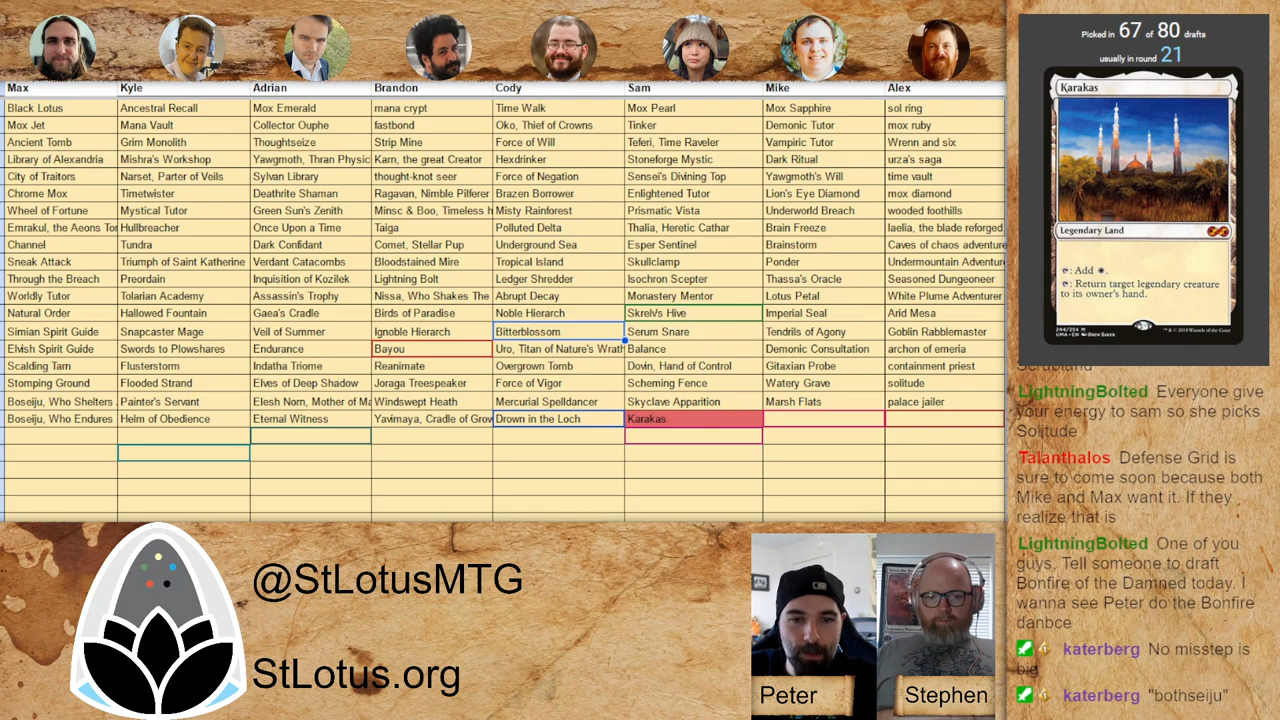 Max Kyle Adrian Brandon Cody Sam Mike Alex
Black Lotus Ancestral Recall Mox Emerald mana crypt Time Walk Mox Pearl Mox Sapphire sol ring
Mox Jet Mana Vault Collector Ouphe fastbond Oko, Thief of Crowns Tinker Demonic Tutor mox ruby
Ancient Tomb Grim Monolith Thoughtseize Strip Mine Force of Will Teferi, Time Raveler Vampiric Tutor Wrenn and six
Library of Alexandria Mishra's Workshop Yawgmoth, Thran Physic Karn, the great Creator Hexdrinker Stoneforge Mystic Dark Ritual urza's saga
City of Traitors Narset, Parter of Veils Sylvan Library thought-knot seer Force of Negation Sensei's Divining Top Yawgmoth's Will time vault
Chrome Mox Timetwister Deathrite Shaman Ragavan, Nimble Pilferer Brazen Borrower Enlightened Tutor Lion's Eye Diamond mox diamond
Wheel of Fortune Mystical Tutor Green Sun's Zenith Minsc & Boo, Timeless h Misty Rainforest Prismatic Vista Underworld Breach wooded foothills
Emrakul, the Aeons Tor Hullbreacher Once Upon a Time Taiga Polluted Delta Thalia, Heretic Cathar Brain Freeze laelia, the blade reforged
Channel Tundra Dark Confidant Comet, Stellar Pup Underground Sea Esper Sentinel Brainstorm Caves of chaos adventure
Sneak Attack Triumph of Saint Katherine Verdant Catacombs Bloodstained Mire Tropical Island Skullclamp Ponder Undermountain Adventure
Through the Breach Preordain Inquisition of Kozilek Lightning Bolt Ledger Shredder Isochron Scepter Thassa's Oracle Seasoned Dungeoneer
Worldly Tutor Tolarian Academy Assassin's Trophy Nissa, Who Shakes The Abrupt Decay Monastery Mentor Lotus Petal White Plume Adventurer
Natural Order Hallowed Fountain Gaea's Cradle Birds of Paradise Noble Hierarch Skrelv's Hive Imperial Seal Arid Mesa
Simian Spirit Guide Snapcaster Mage Veil of Summer Ignoble Hierarch Bitterblossom Serum Snare Tendrils of Agony Goblin Rabblemaster
Elvish Spirit Guide Swords to Plowshares Endurance Bayou Uro, Titan of Nature's Wrath Balance Demonic Consultation archon of emeria
Scalding Tarn Flusterstorm Indatha Triome Reanimate Overgrown Tomb Dovin, Hand of Control Gitaxian Probe containment priest
Stomping Ground Flooded Strand Elves of Deep Shadow Joraga Treespeaker Force of Vigor Scheming Fence Watery Grave solitude
Boseiju, Who Shelters Painter's Servant Elesh Norn, Mother of Ma Windswept Heath Mercurial Spelldancer Skyclave Apparition Marsh Flats palace jailer
Boseiju, Who Endures Helm of Obedience Eternal Witness Yavimaya, Cradle of Grow Drown in the Loch Karakas
Picked in 67 of 80 drafts
usually in round 21
Karakas
Legendary Land
: Add .
: Return target legendary creature
to its owner's hand.
Scrubland
LightningBolted Everyone give
your energy to sam so she picks
Solitude
Talanthalos Defense Grid is
sure to come soon because both
Mike and Max want it. If they
realize that is
LightningBolted One of you
guys. Tell someone to draft
Bonfire of the Damned today. I
wanna see Peter do the Bonfire
danbce
katerberg No misstep is
big
katerberg "bothseiju"
@StLotusMTG
StLotus.org
Peter
Stephen